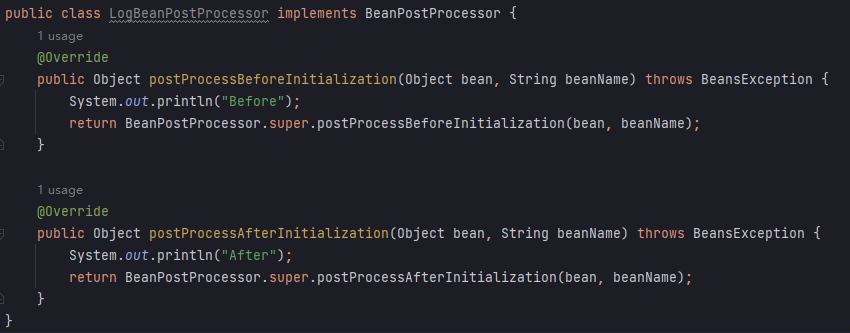 public class LogBeanPostProcessor implements BeanPostProcessor {
1 usage
@Override
public Object postProcessBeforeInitialization(Object bean, String beanName) throws BeansException {
System.out.println("Before");
return BeanPostProcessor.super.postProcessBeforeInitialization(bean, beanName);
}
1 usage
@Override
public Object postProcessAfterInitialization(Object bean, String beanName) throws BeansException {
System.out.println("After");
return BeanPostProcessor.super.postProcessAfterInitialization(bean, beanName);
}
}